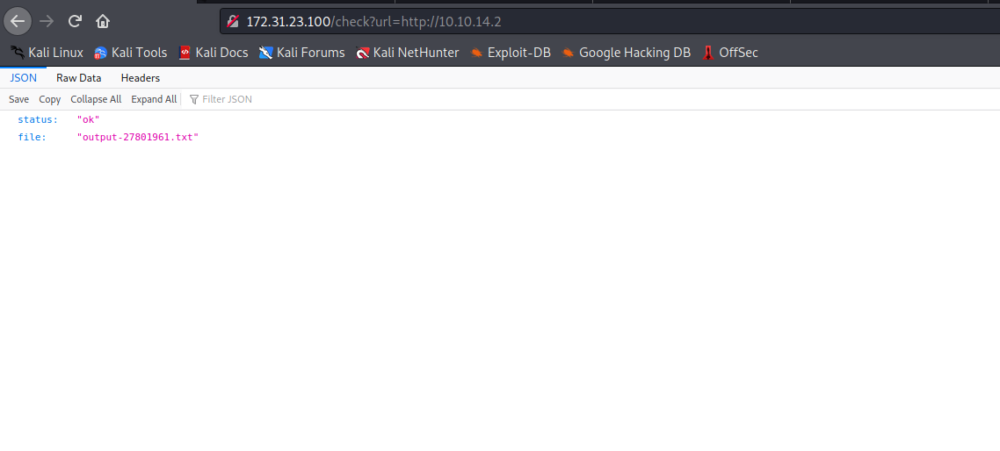 172.31.23.100/check?url=http://10.10.14.2
Kali Linux Kali Tools Kali Docs Kali Forums Kali NetHunter Exploit-DB Google Hacking DB OffSec
JSON Raw Data Headers
Save Copy Collapse All Expand All Filter JSON
status: "ok"
file: "output-27801961.txt"